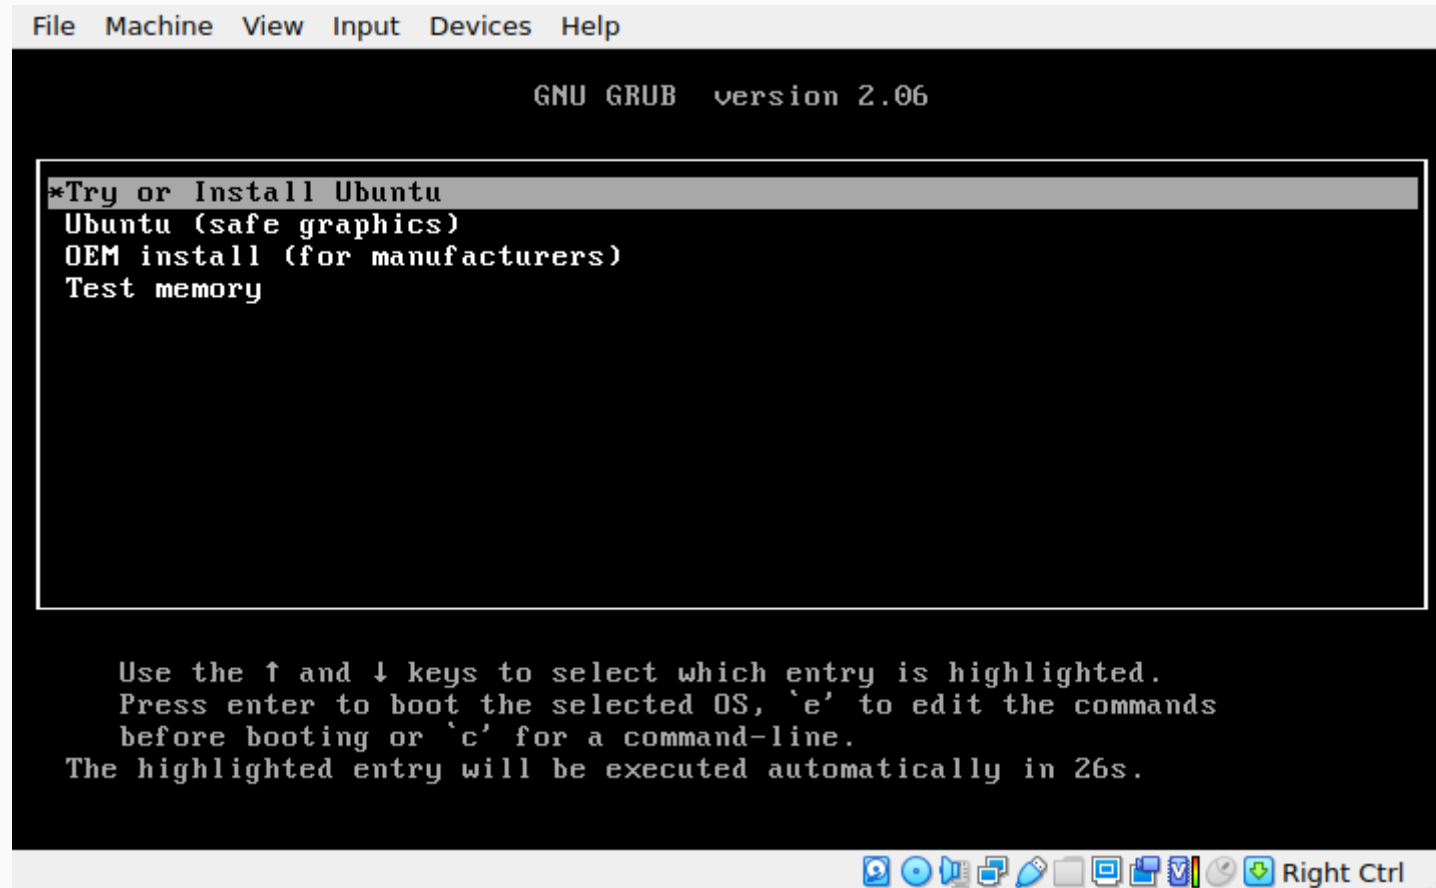 File Machine View Input Devices Help
GNU GRUB version 2.06
*Try or Install Ubuntu
Ubuntu (safe graphics)
OEM install (for manufacturers)
Test memory
Use the ↑ and ↓ keys to select which entry is highlighted.
Press enter to boot the selected OS, `e' to edit the commands
before booting or `c' for a command-line.
The highlighted entry will be executed automatically in 26s.
Right Ctrl